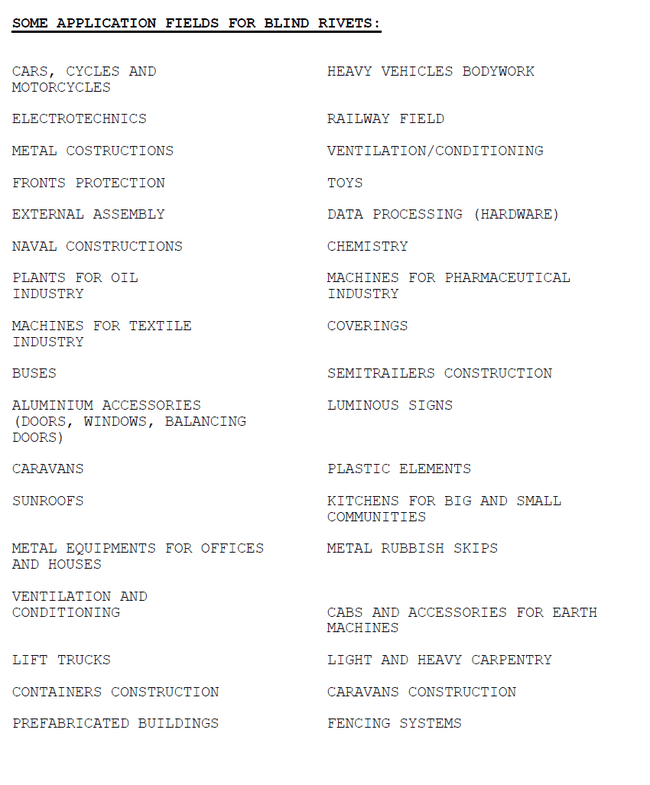 SOME APPLICATION FIELDS FOR BLIND RIVETS:
CARS, CYCLES AND
MOTORCYCLES
HEAVY VEHICLES BODYWORK
ELECTROTECHNICS
RAILWAY FIELD
METAL COSTRUCTIONS
VENTILATION/CONDITIONING
FRONTS PROTECTION
TOYS
EXTERNAL ASSEMBLY
DATA PROCESSING (HARDWARE)
NAVAL CONSTRUCTIONS
CHEMISTRY
PLANTS FOR OIL
INDUSTRY
MACHINES FOR PHARMACEUTICAL
INDUSTRY
MACHINES FOR TEXTILE
INDUSTRY
COVERINGS
BUSES
SEMITRAILERS CONSTRUCTION
ALUMINIUM ACCESSORIES
(DOORS, WINDOWS, BALANCING
DOORS)
LUMINOUS SIGNS
CARAVANS
PLASTIC ELEMENTS
SUNROOFS
KITCHENS FOR BIG AND SMALL
COMMUNITIES
METAL EQUIPMENTS FOR OFFICES
AND HOUSES
METAL RUBBISH SKIPS
VENTILATION AND
CONDITIONING
CABS AND ACCESSORIES FOR EARTH
MACHINES
LIFT TRUCKS
LIGHT AND HEAVY CARPENTRY
CONTAINERS CONSTRUCTION
CARAVANS CONSTRUCTION
PREFABRICATED BUILDINGS
FENCING SYSTEMS